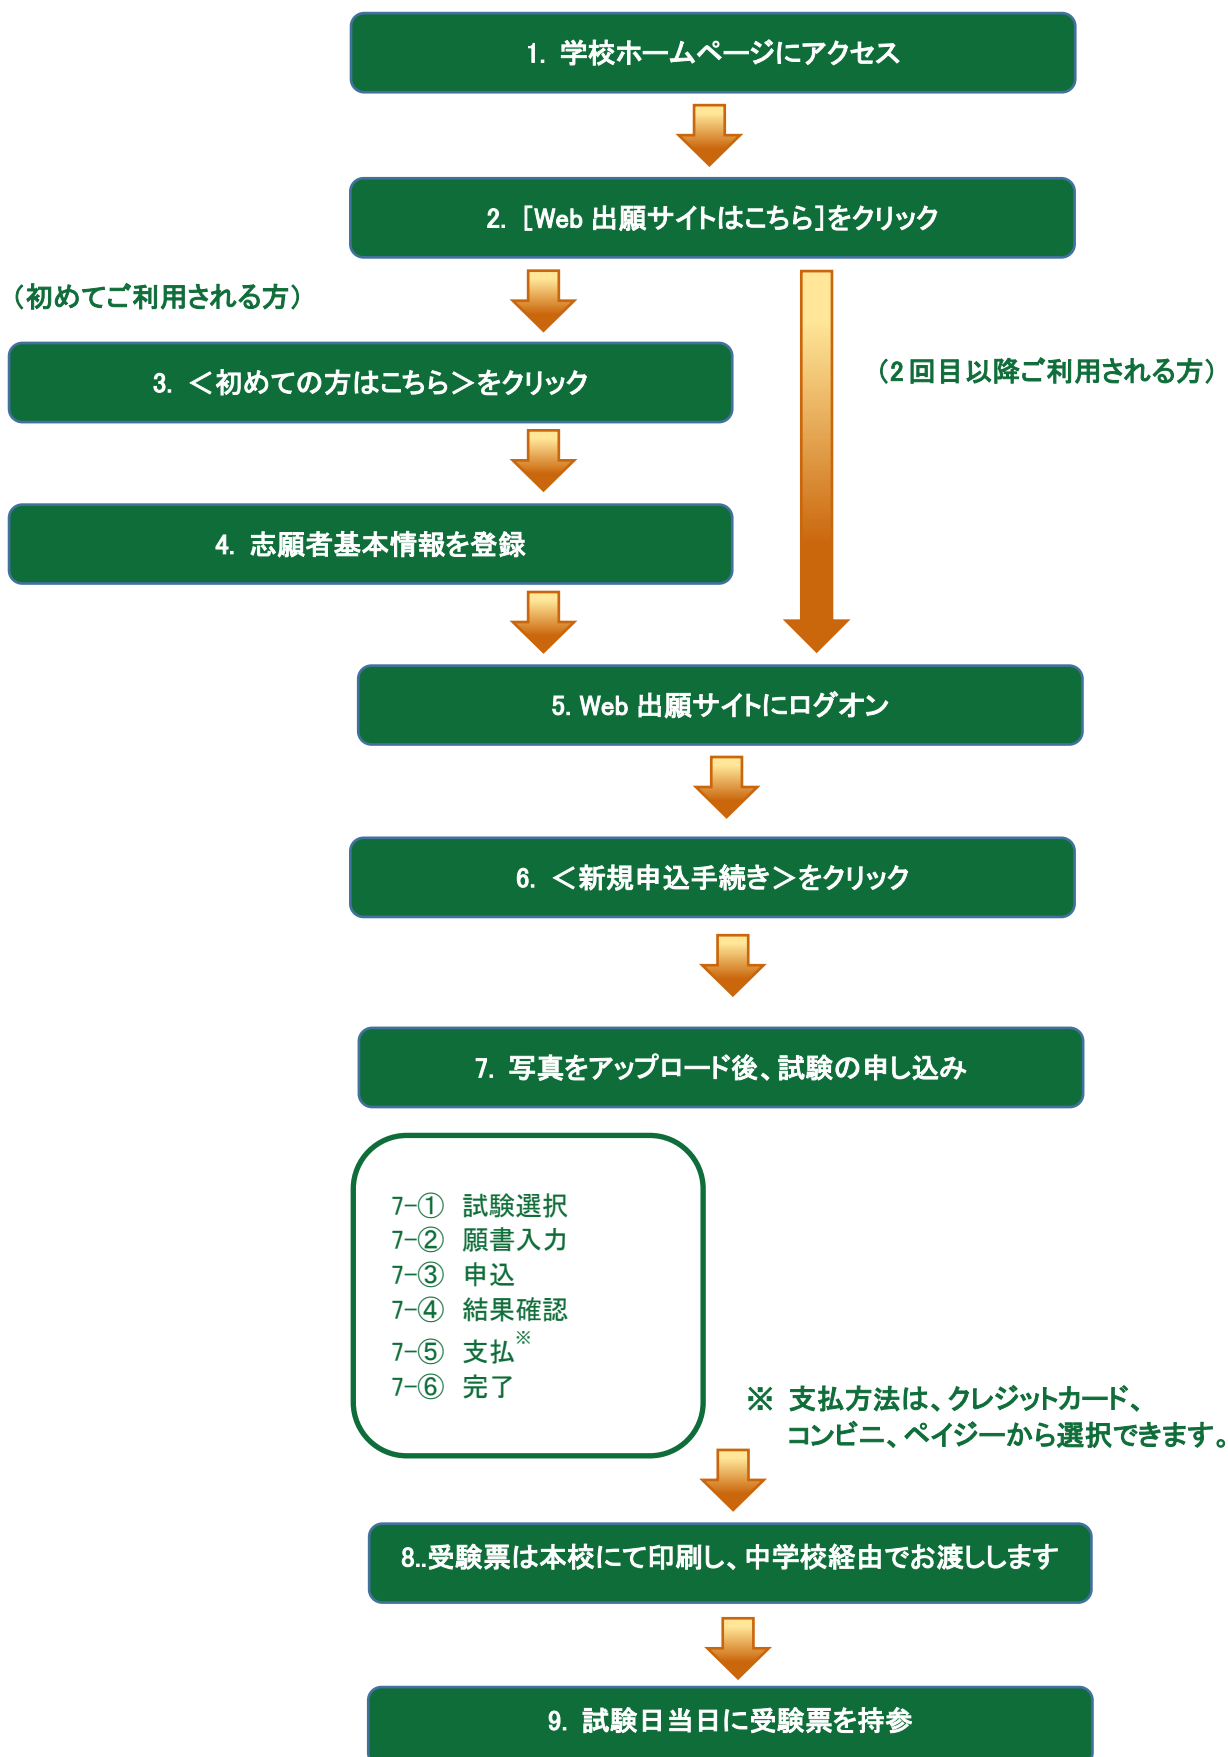 1. 学校ホームページにアクセス
2. [Web 出願サイトはこちら]をクリック
（初めてご利用される方）
3. ＜初めての方はこちら＞をクリック
（2回目以降ご利用される方）
4. 志願者基本情報を登録
5. Web 出願サイトにログオン
6. ＜新規申込手続き＞をクリック
7. 写真をアップロード後、試験の申し込み
7-① 試験選択
7-② 願書入力
7-③ 申込
7-④ 結果確認
7-⑤ 支払※
7-⑥ 完了
※ 支払方法は、クレジットカード、
コンビニ、ペイジーから選択できます。
8..受験票は本校にて印刷し、中学校経由でお渡しします
9. 試験日当日に受験票を持参